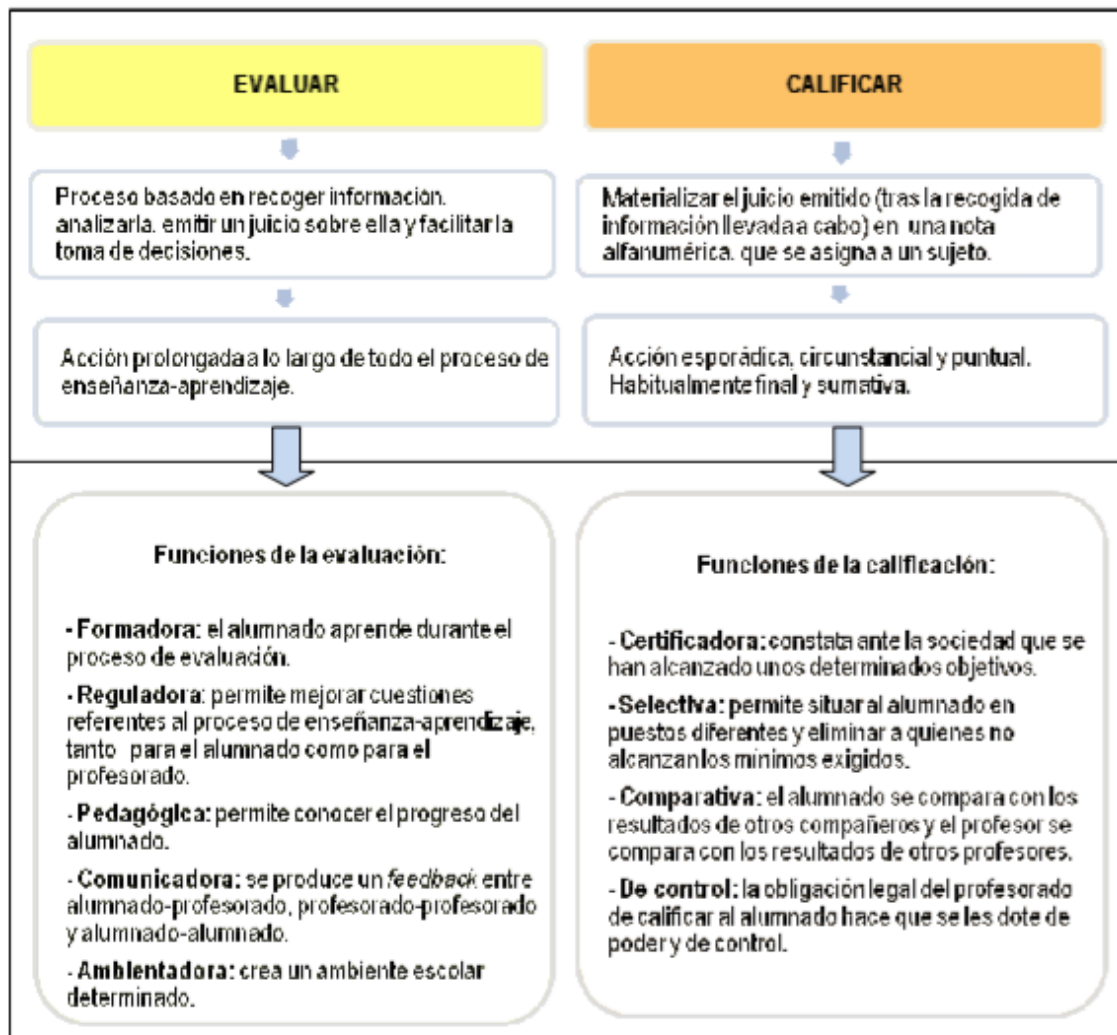 EVALUAR
Proceso basado en recoger información,
analizarla, emitir un juicio sobre ella y facilitar la
toma de decisiones.
Acción prolongada a lo largo de todo el proceso de
enseñanza-aprendizaje.
Funciones de la evaluación:
- Formadora: el alumnado aprende durante el
proceso de evaluación.
- Reguladora: permite mejorar cuestiones
referentes al proceso de enseñanza-aprendizaje,
tanto para el alumnado como para el
profesorado.
- Pedagógica: permite conocer el progreso del
alumnado.
- Comunicadora: se produce un feedback entre
alumnado-profesorado, profesorado-profesorado
y alumnado-alumnado.
- Ambientadora: crea un ambiente escolar
determinado.
CALIFICAR
Materializar el juicio emitido (tras la recogida de
información llevada a cabo) en una nota
alfanumérica, que se asigna a un sujeto.
Acción esporádica, circunstancial y puntual.
Habitualmente final y sumativa.
Funciones de la calificación:
- Certificadora: constata ante la sociedad que se
han alcanzado unos determinados objetivos.
- Selectiva: permite situar al alumnado en
puestos diferentes y eliminar a quienes no
alcanzan los mínimos exigidos.
- Comparativa: el alumnado se compara con los
resultados de otros compañeros y el profesor se
compara con los resultados de otros profesores.
- De control: la obligación legal del profesorado
de calificar al alumnado hace que se les dote de
poder y de control.